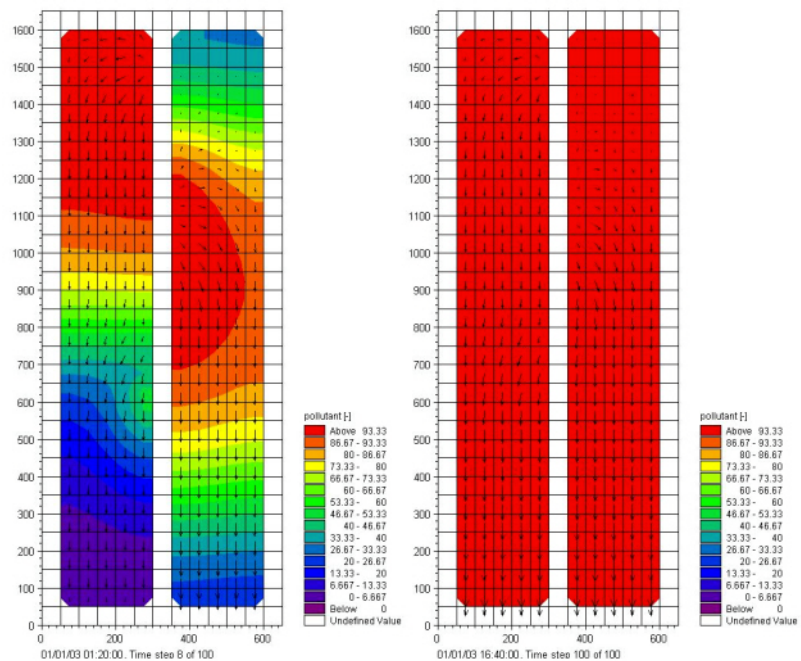 1600
1500
1400
1300
1200
1100
1000
900
800
700
600
500
400
300
200
100
0
0 200 400 600
01/01/03 01:20:00. Time step 8 of 100
pollutant [-]
Above 93.33
86.67 - 93.33
80 - 86.67
73.33 - 80
66.67 - 73.33
60 - 66.67
53.33 - 60
46.67 - 53.33
40 - 46.67
33.33 - 40
26.67 - 33.33
20 - 26.67
13.33 - 20
6.667 - 13.33
0 - 6.667
Below 0
Undefined Value
1600
1500
1400
1300
1200
1100
1000
900
800
700
600
500
400
300
200
100
0
0 200 400 600
01/01/03 16:40:00. Time step 100 of 100
pollutant [-]
Above 93.33
86.67 - 93.33
80 - 86.67
73.33 - 80
66.67 - 73.33
60 - 66.67
53.33 - 60
46.67 - 53.33
40 - 46.67
33.33 - 40
26.67 - 33.33
20 - 26.67
13.33 - 20
6.667 - 13.33
0 - 6.667
Below 0
Undefined Value